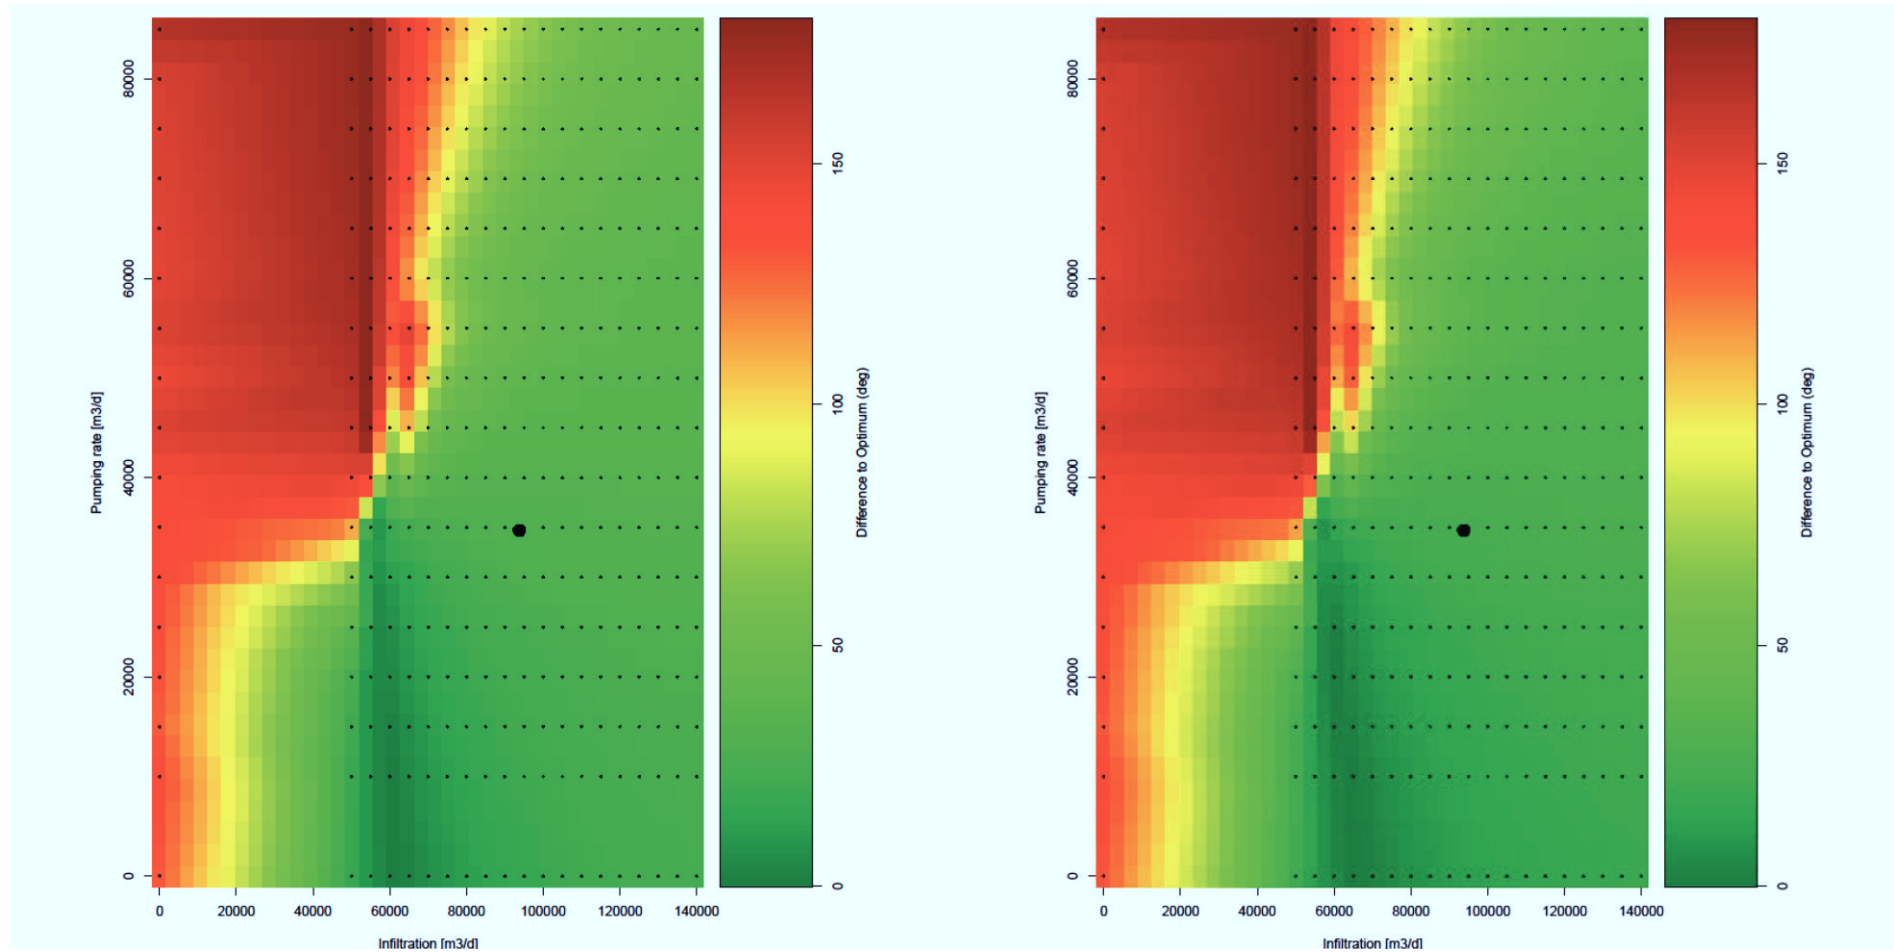 80000
60000
40000
20000
0
Pumping rate [m3/d]
0 20000 40000 60000 80000 100000 120000 140000
Infiltration [m3/d]
150
100
50
0
Difference to Optimum (deg)
80000
60000
40000
20000
0
Pumping rate [m3/d]
0 20000 40000 60000 80000 100000 120000 140000
Infiltration [m3/d]
150
100
50
0
Difference to Optimum (deg)